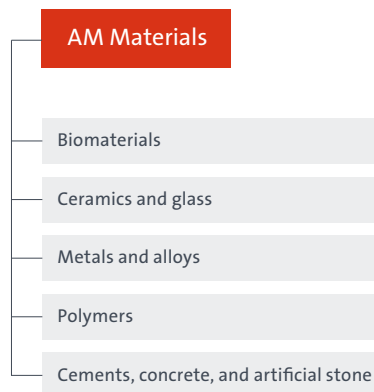 AM Materials
Biomaterials
Ceramics and glass
Metals and alloys
Polymers
Cements, concrete, and artificial stone